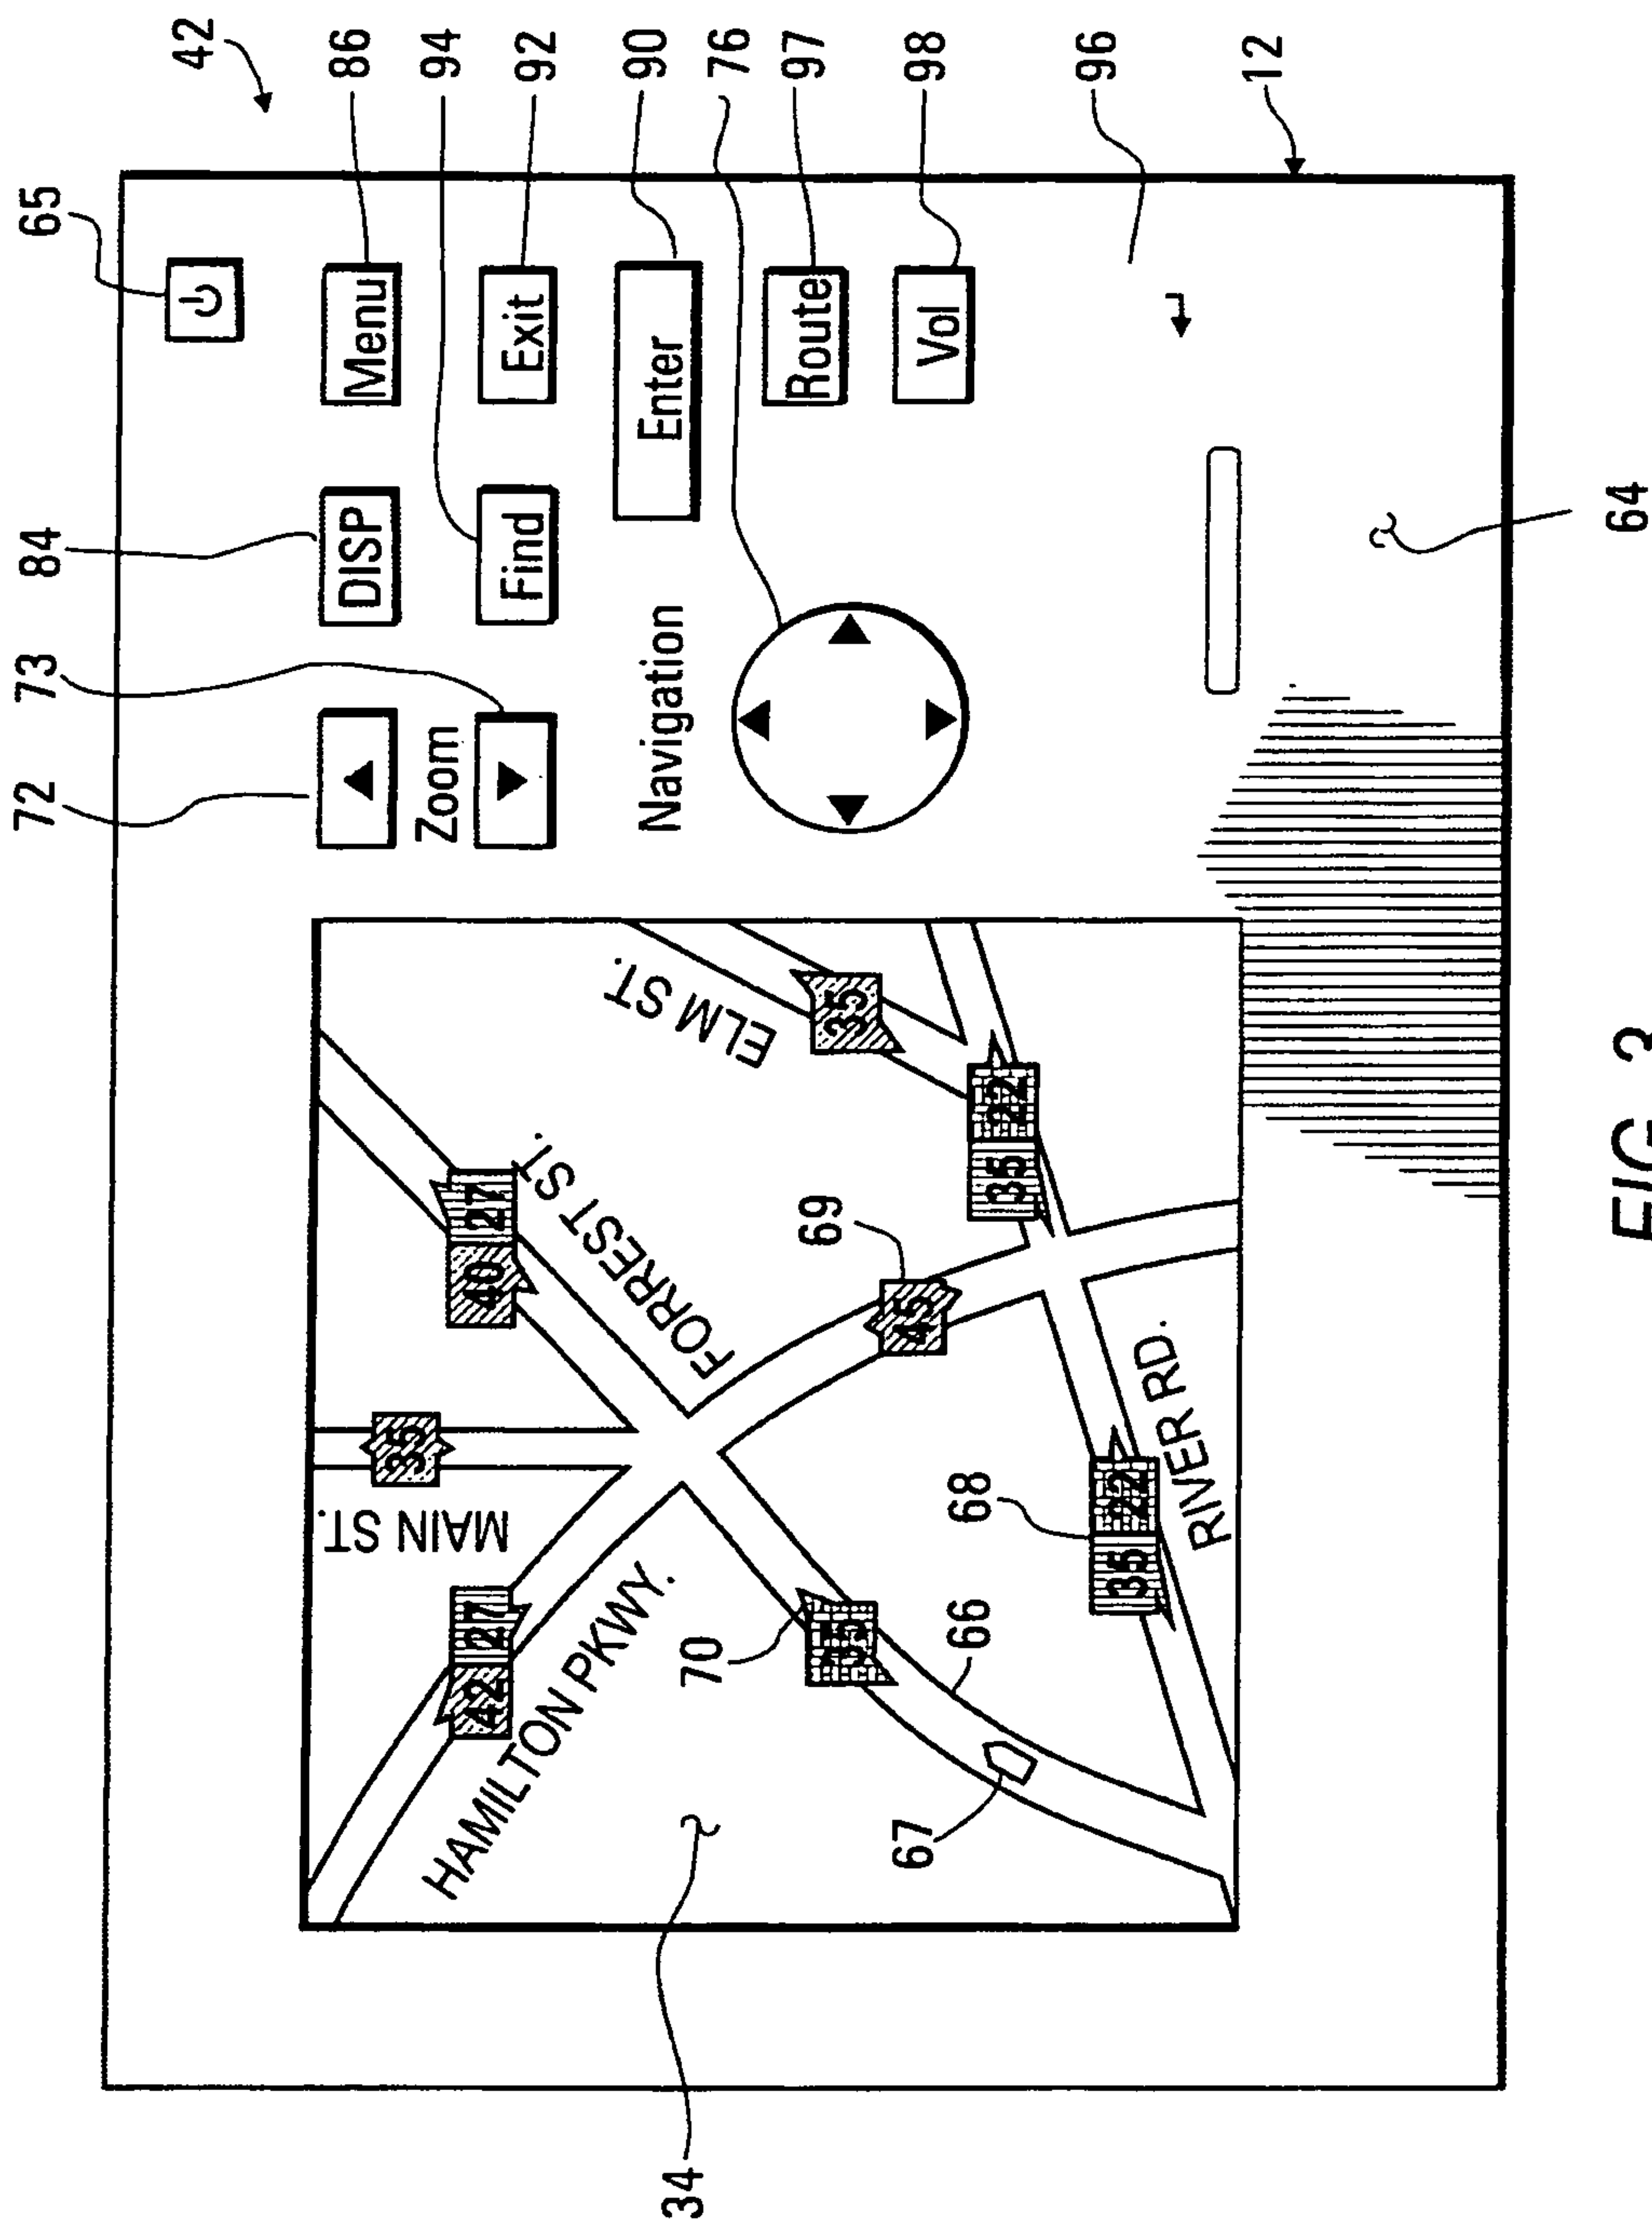 72 73 84 65
42
DISP Menu 86
Zoom 94
Find Exit 92
Enter 90
Navigation
76
Route 97
Vol 98
96
12
MAIN ST.
35
42 27
40 27
HAMILTON PKWY.
FORREST ST.
ELM ST.
34
70
35
69
45
67
66
68
35 22
35 22
RIVER RD.
64
FIG. 3